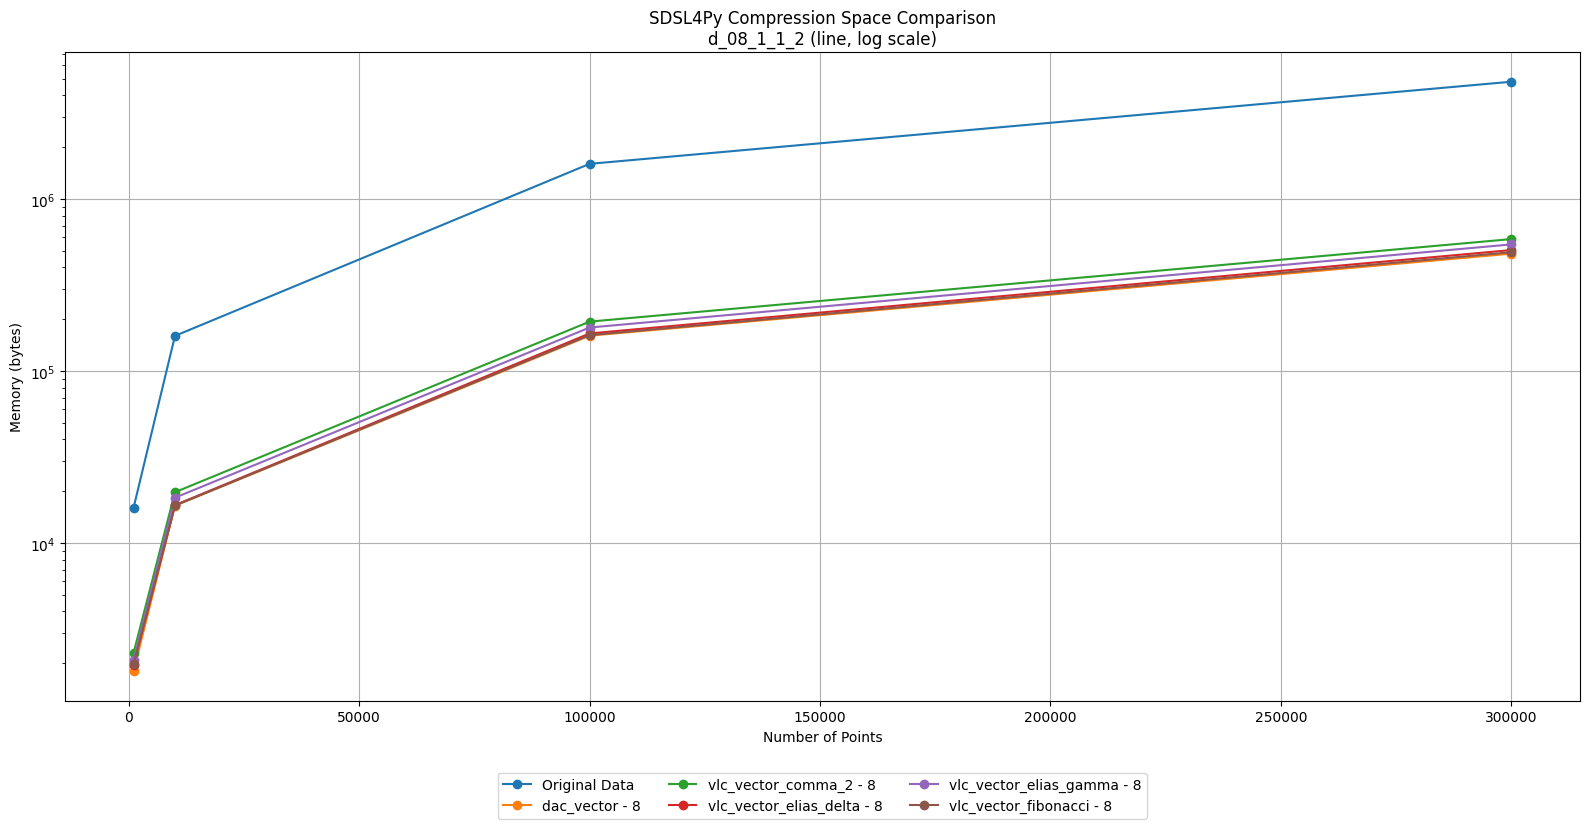 SDSL4Py Compression Space Comparison
d_08_1_1_2 (line, log scale)
Memory (bytes)
10^6
10^5
10^4
0 50000 100000 150000 200000 250000 300000
Number of Points
Original Data vlc_vector_comma_2 - 8 vlc_vector_elias_gamma - 8
dac_vector - 8 vlc_vector_elias_delta - 8 vlc_vector_fibonacci - 8